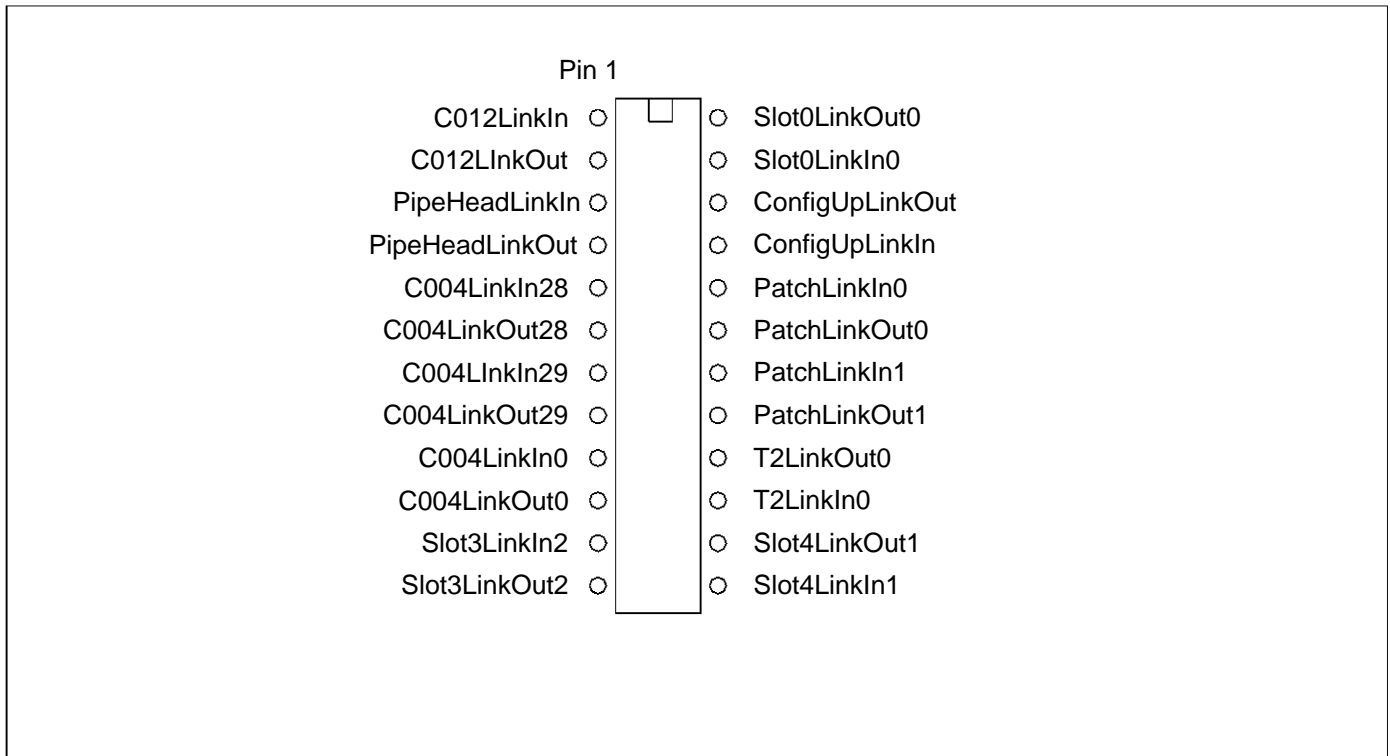 Pin 1
C012LinkIn Slot0LinkOut0
C012LInkOut Slot0LinkIn0
PipeHeadLinkIn ConfigUpLinkOut
PipeHeadLinkOut ConfigUpLinkIn
C004LinkIn28 PatchLinkIn0
C004LinkOut28 PatchLinkOut0
C004LInkIn29 PatchLinkIn1
C004LinkOut29 PatchLinkOut1
C004LinkIn0 T2LinkOut0
C004LinkOut0 T2LinkIn0
Slot3LinkIn2 Slot4LinkOut1
Slot3LinkOut2 Slot4LinkIn1